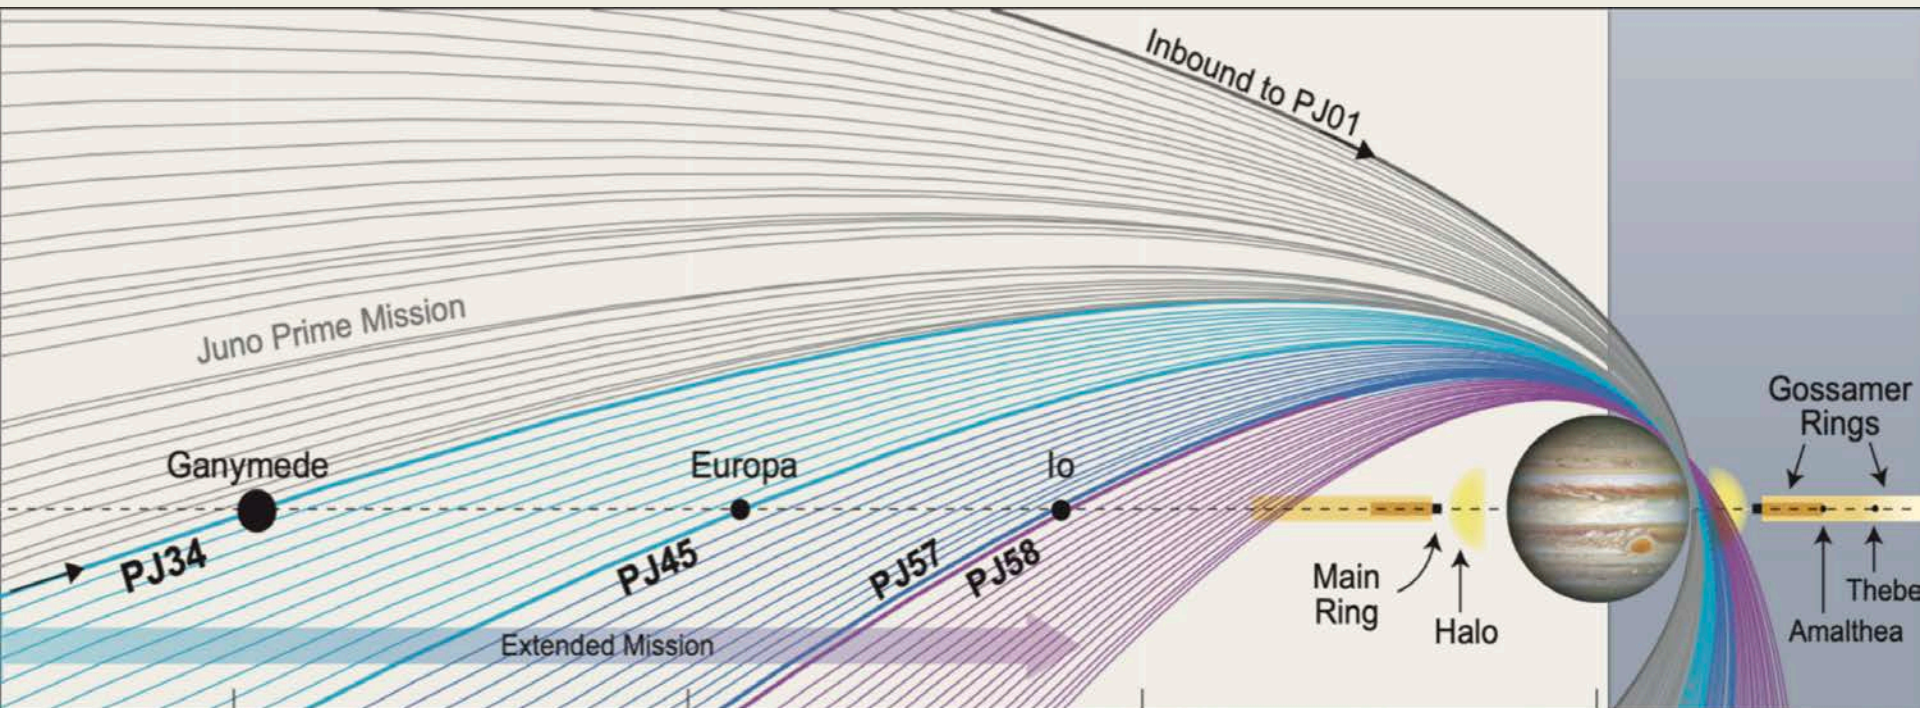 Inbound to PJ01
Juno Prime Mission
Ganymede
Europa
Io
Gossamer
Rings
PJ34
PJ45
PJ57
PJ58
Main
Ring
Halo
Thebe
Amalthea
Extended Mission